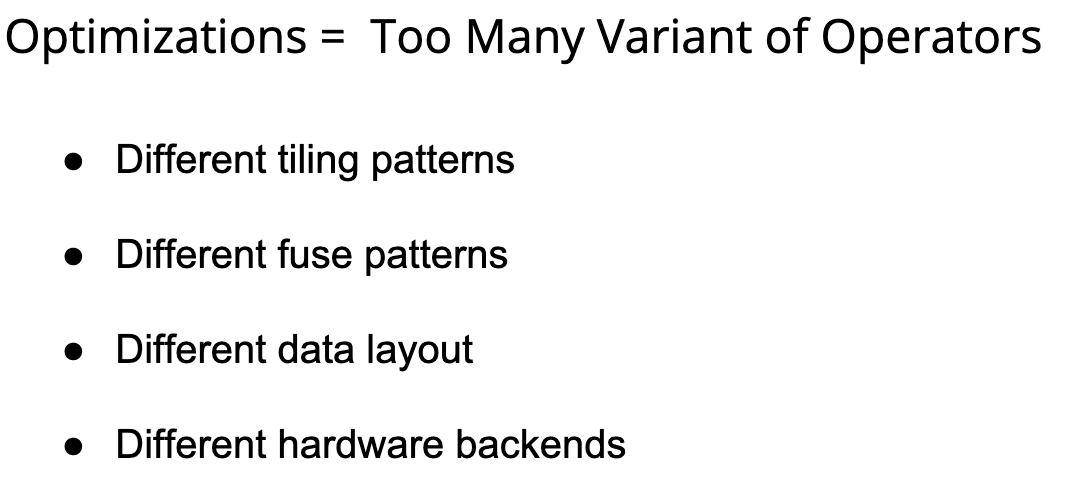 Optimizations = Too Many Variant of Operators
● Different tiling patterns
● Different fuse patterns
● Different data layout
● Different hardware backends